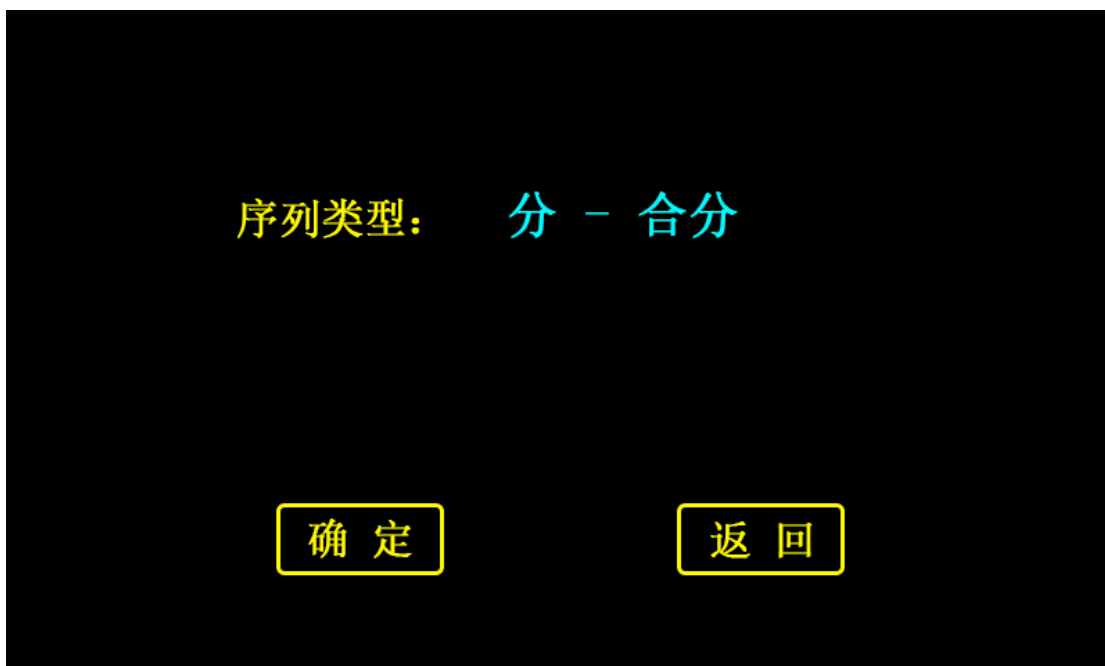 序列类型： 分 - 合分
确 定 返 回